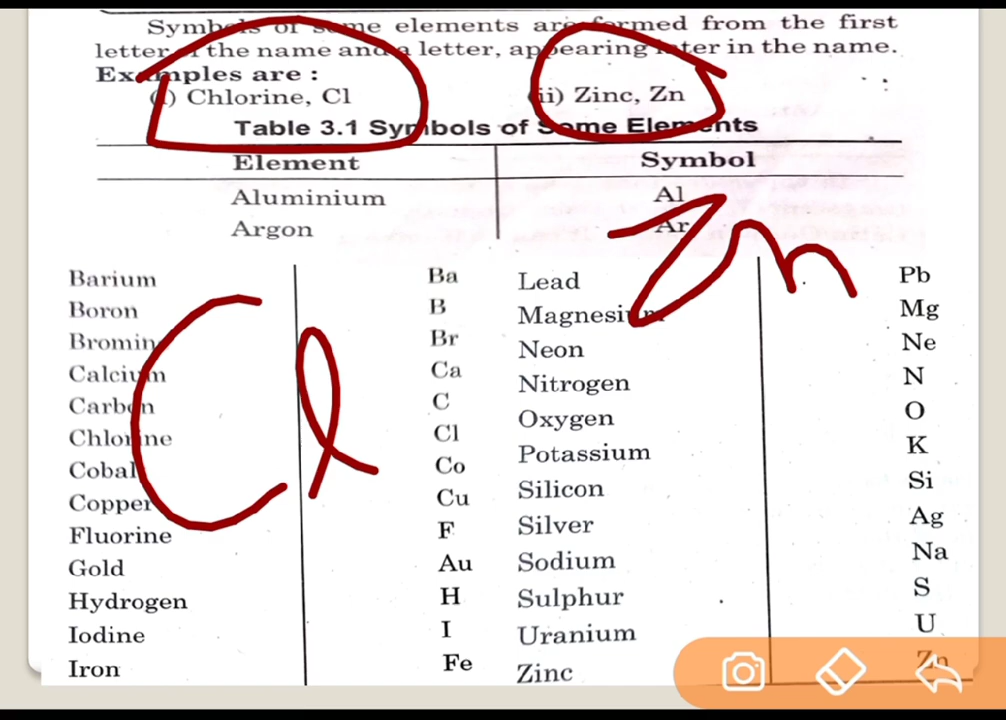 Symbols of some elements are formed from the first
letter of the name and a letter, appearing later in the name.
Examples are :
(i) Chlorine, Cl (ii) Zinc, Zn
Table 3.1 Symbols of Some Elements
Element Symbol
Aluminium Al
Argon Ar
Zn
Cl
Barium Ba
Boron B
Bromine Br
Calcium Ca
Carbon C
Chlorine Cl
Cobalt Co
Copper Cu
Fluorine F
Gold Au
Hydrogen H
Iodine I
Iron Fe
Lead Pb
Magnesium Mg
Neon Ne
Nitrogen N
Oxygen O
Potassium K
Silicon Si
Silver Ag
Sodium Na
Sulphur S
Uranium U
Zinc Zn